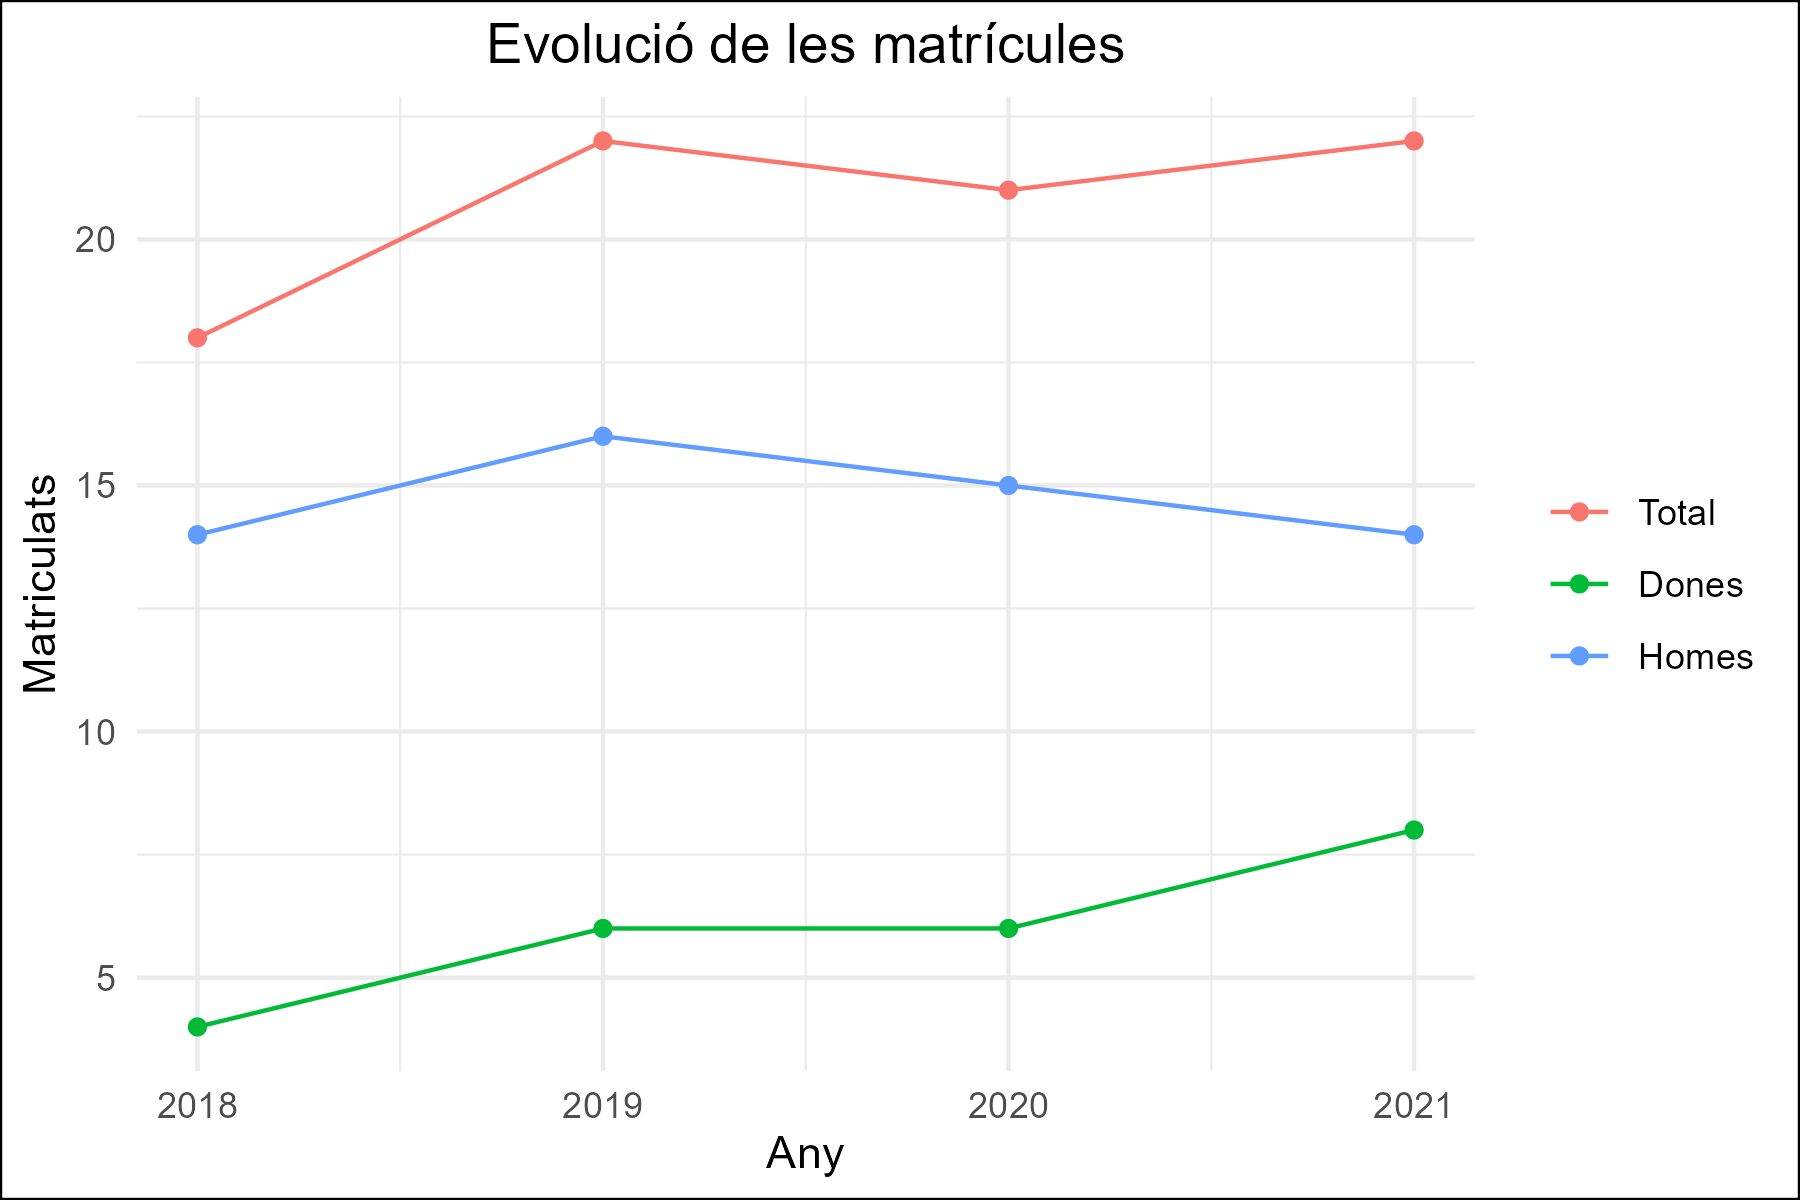 Evolució de les matrícules
Matriculats
20
15
10
5
2018 2019 2020 2021
Any
Total
Dones
Homes